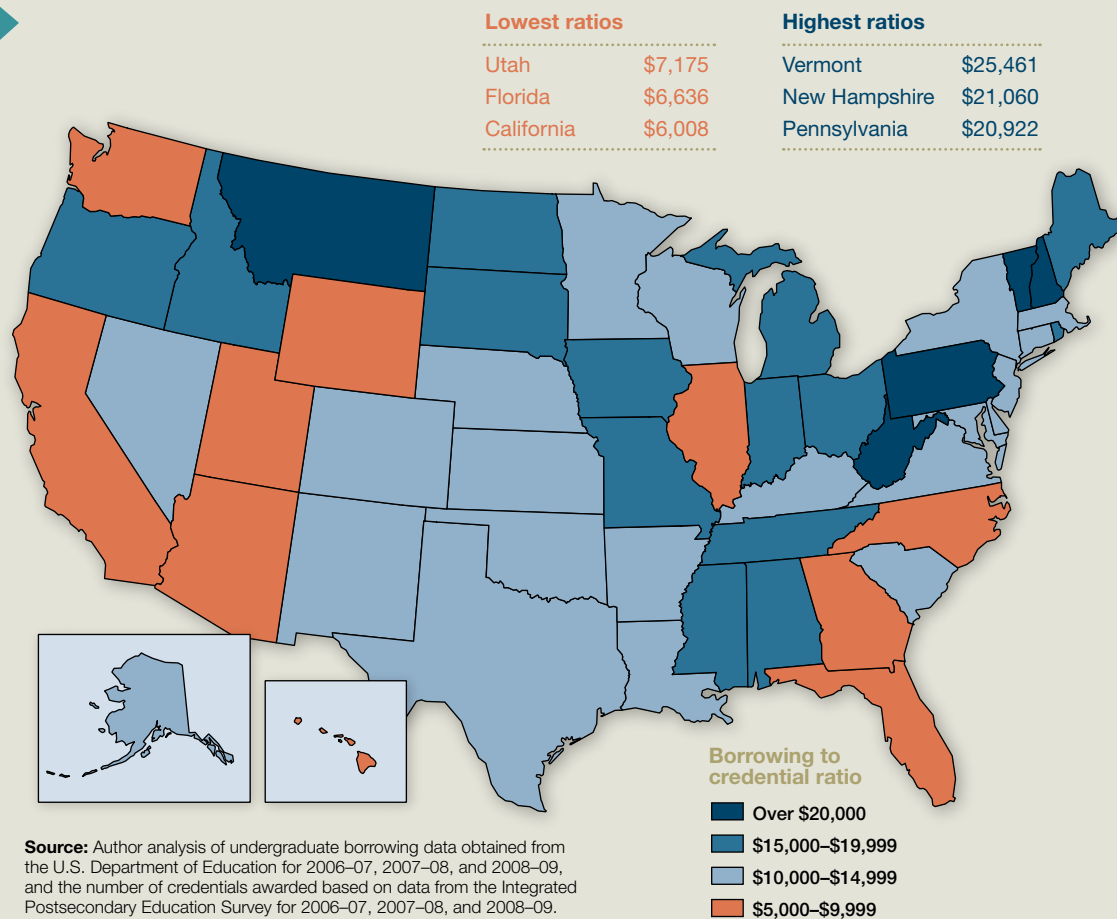 Lowest ratios
Utah $7,175
Florida $6,636
California $6,008
Highest ratios
Vermont $25,461
New Hampshire $21,060
Pennsylvania $20,922
Borrowing to
credential ratio
Over $20,000
$15,000–$19,999
$10,000–$14,999
$5,000–$9,999
Source: Author analysis of undergraduate borrowing data obtained from
the U.S. Department of Education for 2006–07, 2007–08, and 2008–09,
and the number of credentials awarded based on data from the Integrated
Postsecondary Education Survey for 2006–07, 2007–08, and 2008–09.